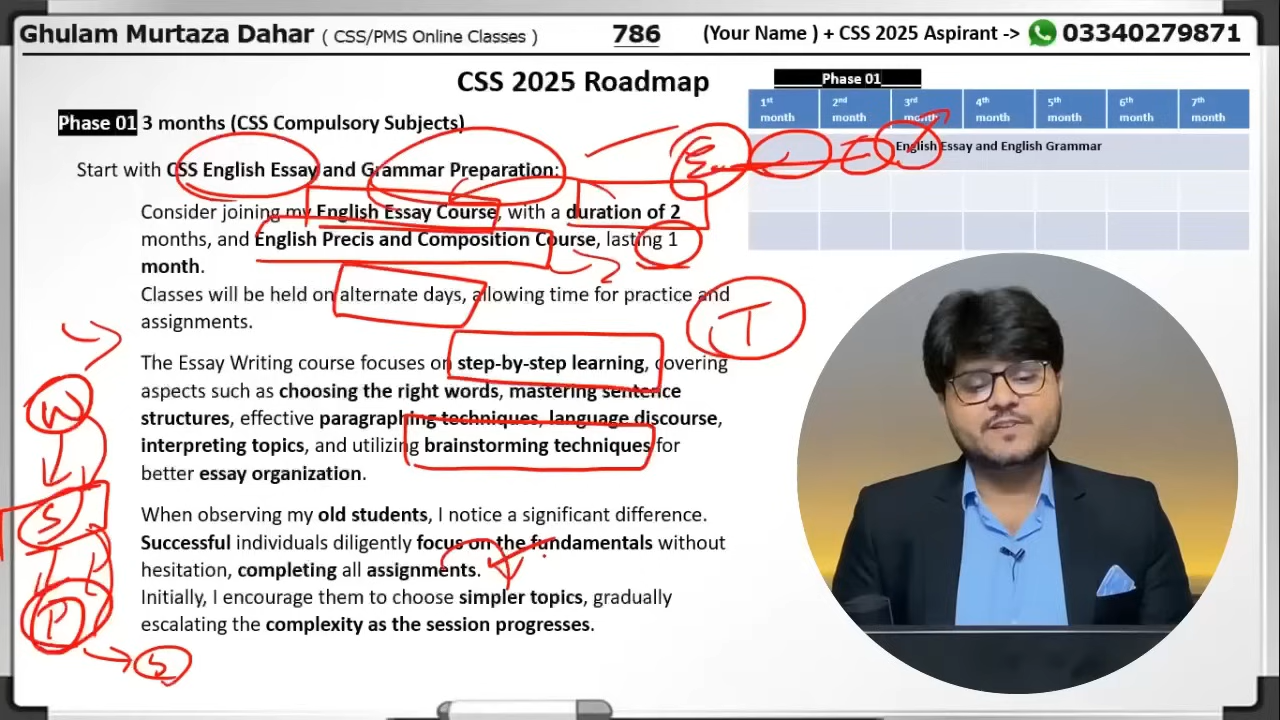 Ghulam Murtaza Dahar ( CSS/PMS Online Classes ) 786 (Your Name ) + CSS 2025 Aspirant -> 03340279871
CSS 2025 Roadmap
Phase 01
1st month 2nd month 3rd month 4th month 5th month 6th month 7th month
English Essay and English Grammar
Phase 01 3 months (CSS Compulsory Subjects)
Start with CSS English Essay and Grammar Preparation:
Consider joining my English Essay Course, with a duration of 2
months, and English Precis and Composition Course, lasting 1
month.
Classes will be held on alternate days, allowing time for practice and
assignments.
The Essay Writing course focuses on step-by-step learning, covering
aspects such as choosing the right words, mastering sentence
structures, effective paragraphing techniques, language discourse,
interpreting topics, and utilizing brainstorming techniques for
better essay organization.
When observing my old students, I notice a significant difference.
Successful individuals diligently focus on the fundamentals without
hesitation, completing all assignments.
Initially, I encourage them to choose simpler topics, gradually
escalating the complexity as the session progresses.
T
W
S
P
S